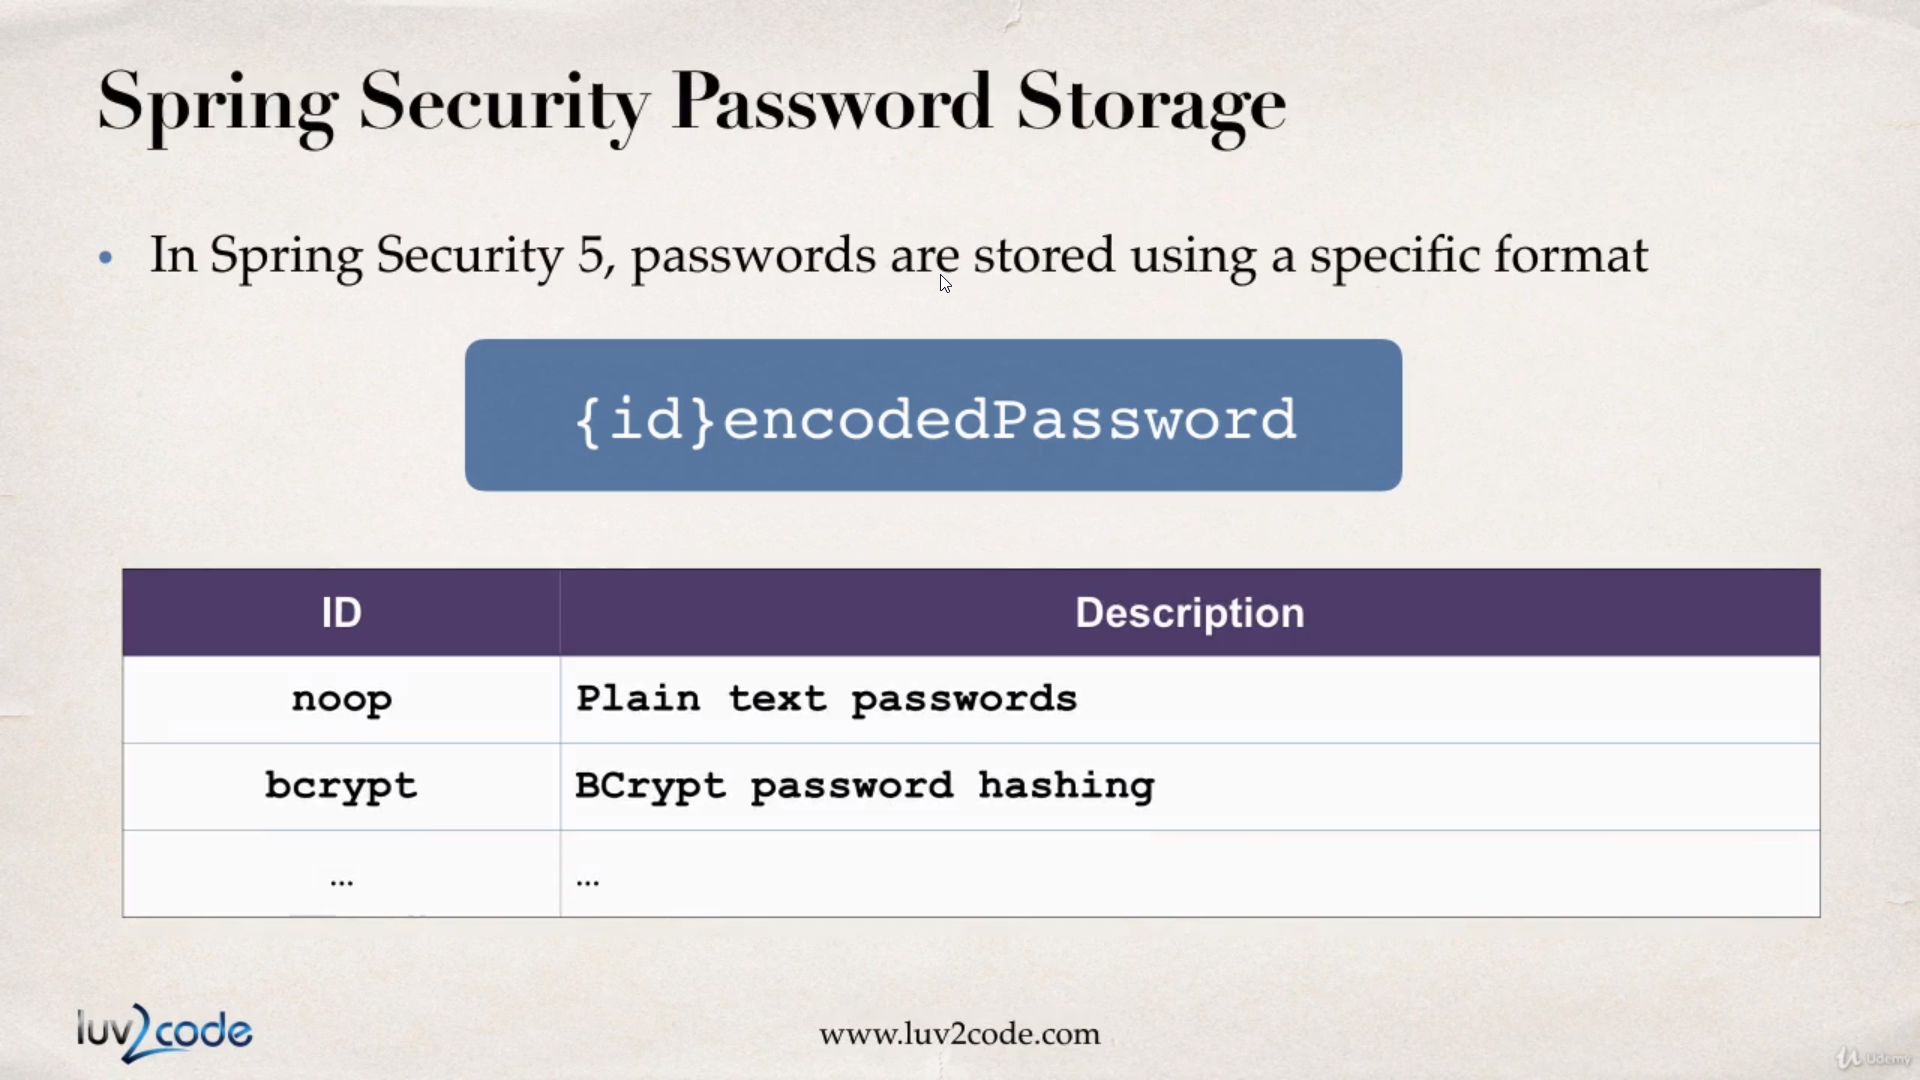 Spring Security Password Storage
• In Spring Security 5, passwords are stored using a specific format
{id}encodedPassword
ID Description
noop Plain text passwords
bcrypt BCrypt password hashing
... ...
luv2code www.luv2code.com Udemy